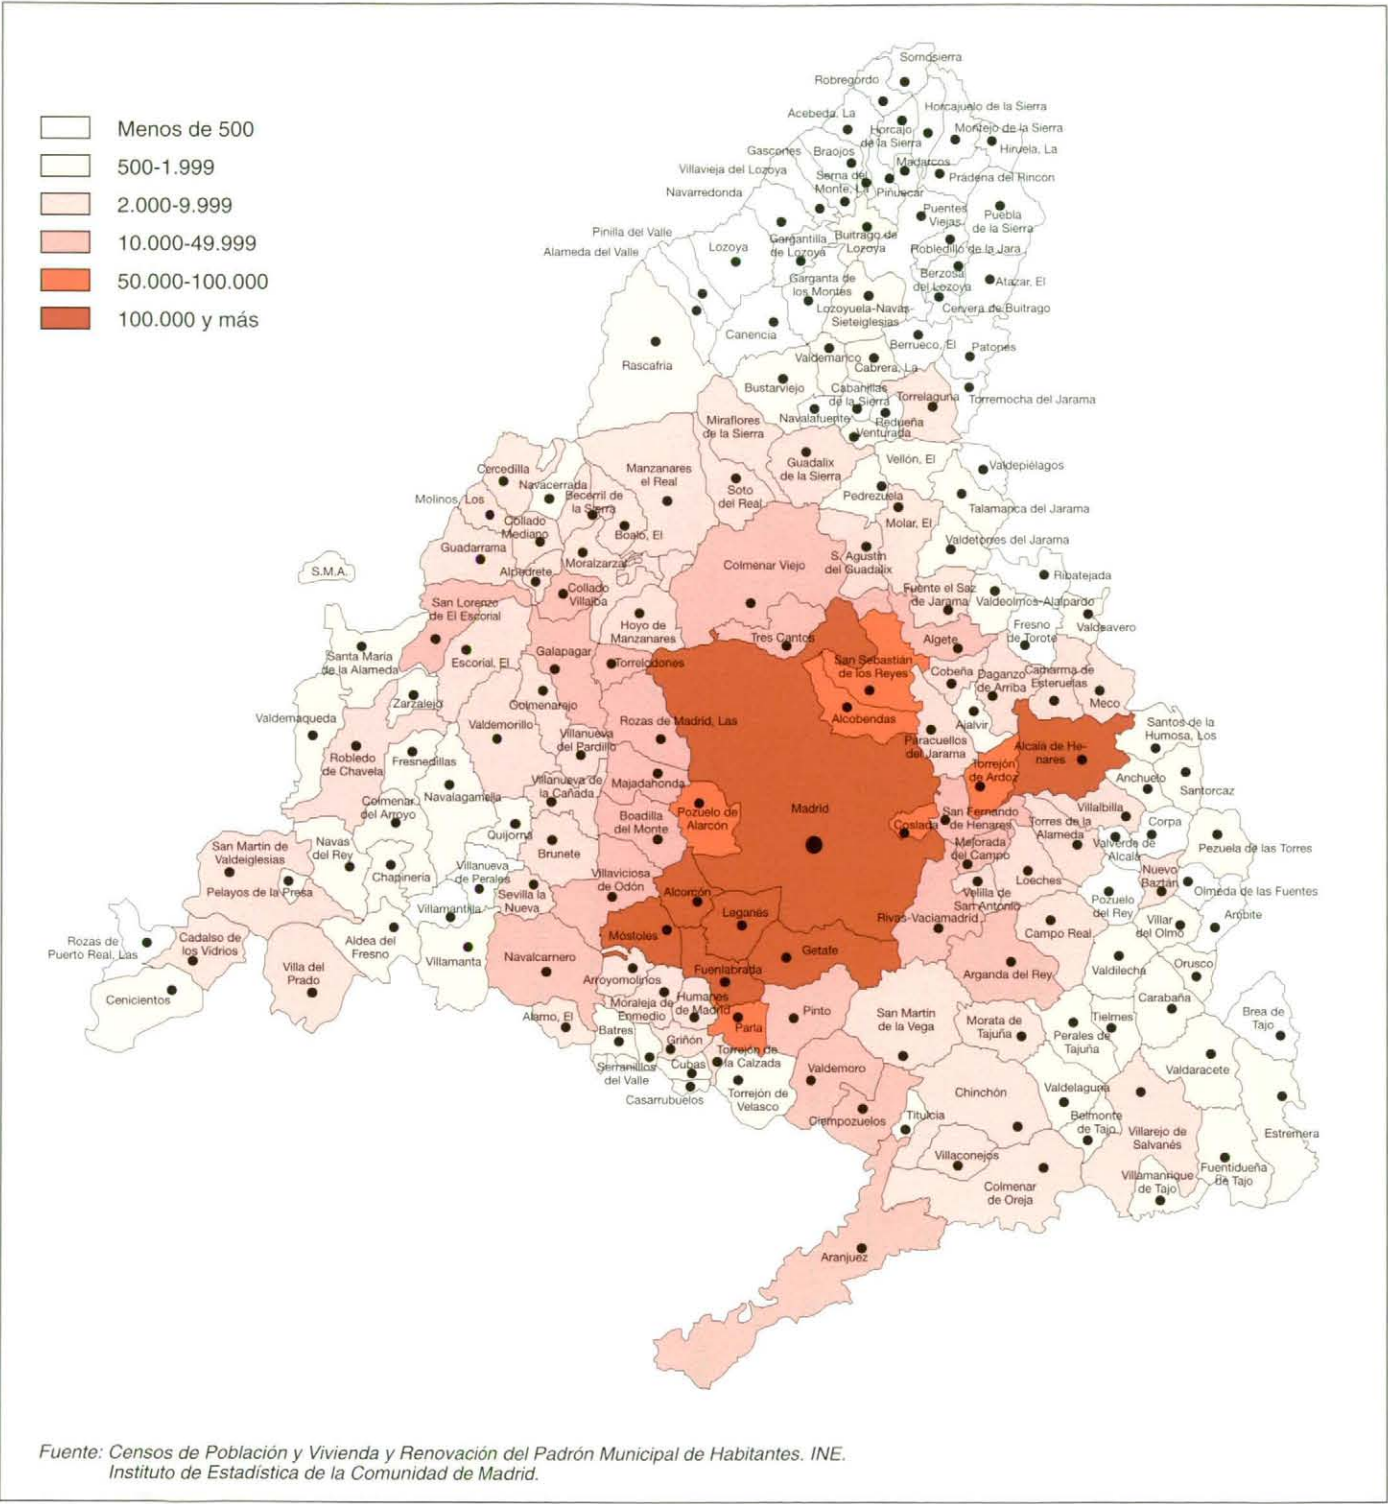 Menos de 500
500-1.999
2.000-9.999
10.000-49.999
50.000-100.000
100.000 y más
Somosierra
Robregordo
Acebeda, La
Horcajuelo de la Sierra
Horcajo
de la Sierra
Montejo de la Sierra
Hiruela, La
Gascones
Braojos
Madarcos
Villavieja del Lozoya
Serna del
Monte, La
Prádena del Rincón
Navarredonda
Piñuécar
Puentes
Viejas
Puebla
de la Sierra
Pinilla del Valle
Alameda del Valle
Lozoya
Gargantilla
de Lozoya
Buitrago de
Lozoya
Robledillo de la Jara
Garganta de
los Montes
Berzosa
del Lozoya
Atazar, El
Lozoyuela-Navas-
Sieteiglesias
Cervera de Buitrago
Canencia
Berrueco, El
Patones
Rascafría
Valdemanco
Cabrera, La
Bustarviejo
Cabanillas
de la Sierra
Torrelaguna
Torremocha del Jarama
Navalafuente
Redueña
Venturada
Miraflores
de la Sierra
Guadalix
de la Sierra
Vellón, El
Valdepiélagos
Cercedilla
Navacerrada
Manzanares
el Real
Soto
del Real
Pedrezuela
Talamanca del Jarama
Molinos, Los
Becerril de
la Sierra
Collado
Mediano
Boalo, El
Molar, El
Guadarrama
Valdetorres del Jarama
S.M.A.
Alpedrete
Moralzarzal
Colmenar Viejo
S. Agustín
del Guadalix
Ribatejada
San Lorenzo
de El Escorial
Collado
Villalba
Fuente el Saz
de Jarama
Valdeolmos-Alalpardo
Hoyo de
Manzanares
Tres Cantos
Algete
Fresno
de Torote
Valdeavero
Santa María
de la Alameda
Escorial, El
Galapagar
Torrelodones
San Sebastián
de los Reyes
Cobeña
Daganzo
de Arriba
Camarma de
Esteruelas
Meco
Zarzalejo
Colmenarejo
Valdemaqueda
Valdemorillo
Rozas de Madrid, Las
Alcobendas
Ajalvir
Santos de la
Humosa, Los
Robledo
de Chavela
Fresnedillas
Villanueva
del Pardillo
Paracuellos
del Jarama
Alcalá de He-
nares
Torrejón
de Ardoz
Anchuelo
Santorcaz
Navalagamella
Villanueva de
la Cañada
Majadahonda
Colmenar
del Arroyo
Boadilla
del Monte
Pozuelo de
Alarcón
Madrid
Coslada
San Fernando
de Henares
Torres de la
Alameda
Villalbilla
Corpa
Quijorna
Valverde de
Alcalá
Pezuela de las Torres
San Martín de
Valdeiglesias
Navas
del Rey
Brunete
Mejorada
del Campo
Chapinería
Villanueva
de Perales
Villaviciosa
de Odón
Loeches
Nuevo
Baztán
Pelayos de la Presa
Sevilla la
Nueva
Alcorcón
Velilla de
San Antonio
Pozuelo
del Rey
Olmeda de las Fuentes
Villamantilla
Leganés
Rivas-Vaciamadrid
Campo Real
Villar
del Olmo
Ambite
Rozas de
Puerto Real, Las
Cadalso de
los Vidrios
Aldea del
Fresno
Móstoles
Getafe
Villa del
Prado
Villamanta
Navalcarnero
Fuenlabrada
Arganda del Rey
Valdilecha
Orusco
Cenicientos
Arroyomolinos
Carabaña
Moraleja de
Enmedio
Humanes
de Madrid
Parla
Pinto
San Martín
de la Vega
Morata de
Tajuña
Tielmes
Perales de
Tajuña
Brea de
Tajo
Alamo, El
Batres
Griñón
Serranillos
del Valle
Cubas
Torrejón de
la Calzada
Valdemoro
Valdaracete
Casarrubuelos
Torrejón de
Velasco
Chinchón
Valdelaguna
Ciempozuelos
Titulcia
Belmonte
de Tajo
Villarejo de
Salvanés
Estremera
Villaconejos
Colmenar
de Oreja
Villamanrique
de Tajo
Fuentidueña
de Tajo
Aranjuez
Fuente: Censos de Población y Vivienda y Renovación del Padrón Municipal de Habitantes. INE.
Instituto de Estadística de la Comunidad de Madrid.